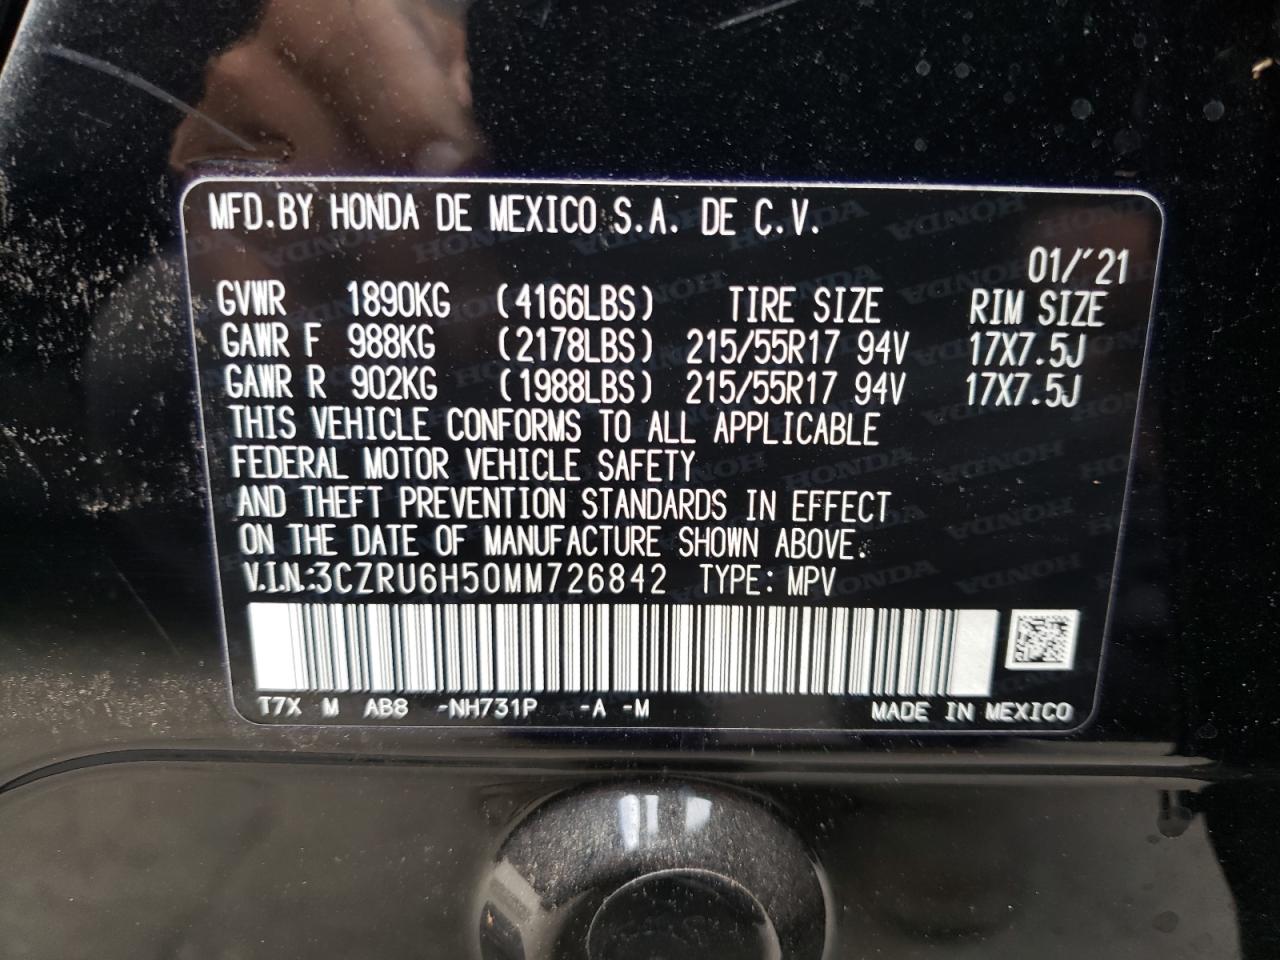 MFD.BY HONDA DE MEXICO S.A. DE C.V.
01/´21
GVWR 1890KG (4166LBS) TIRE SIZE RIM SIZE
GAWR F 988KG (2178LBS) 215/55R17 94V 17X7.5J
GAWR R 902KG (1988LBS) 215/55R17 94V 17X7.5J
THIS VEHICLE CONFORMS TO ALL APPLICABLE
FEDERAL MOTOR VEHICLE SAFETY
AND THEFT PREVENTION STANDARDS IN EFFECT
ON THE DATE OF MANUFACTURE SHOWN ABOVE.
V.I.N.:3CZRU6H50MM726842 TYPE: MPV
T7X M AB8 -NH731P -A -M MADE IN MEXICO